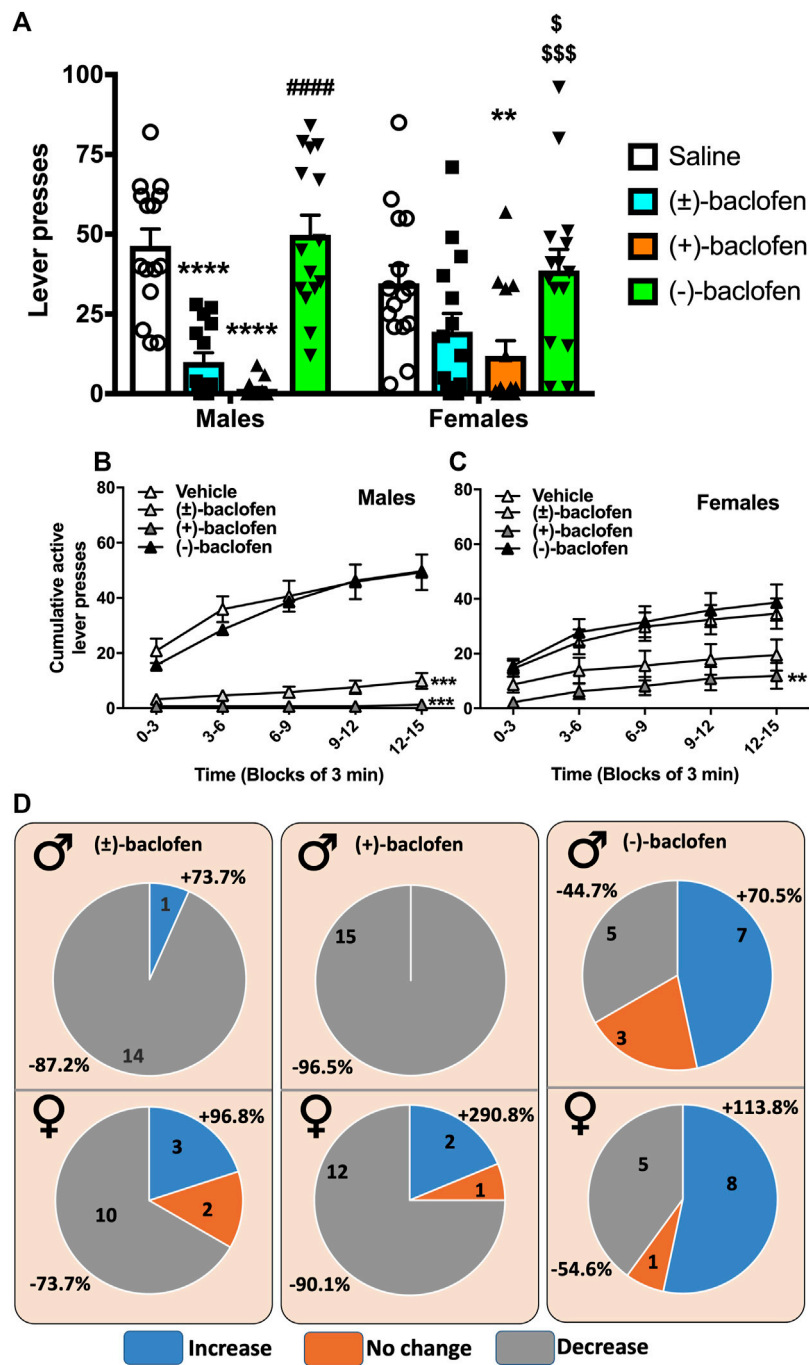 A
$
$$$
####
**
****
****
100
75
50
25
0
Lever presses
Males
Females
Saline
(±)-baclofen
(+)-baclofen
(-)-baclofen
B
Vehicle
(±)-baclofen
(+)-baclofen
(-)-baclofen
Males
80
60
40
20
0
Cumulative active
lever presses
***
***
0-3
3-6
6-9
9-12
12-15
Time (Blocks of 3 min)
C
Vehicle
(±)-baclofen
(+)-baclofen
(-)-baclofen
Females
80
60
40
20
0
**
0-3
3-6
6-9
9-12
12-15
Time (Blocks of 3 min)
D
♂ (±)-baclofen
+73.7%
1
14
-87.2%
♂ (+)-baclofen
15
-96.5%
♂ (-)-baclofen
-44.7%
+70.5%
5
7
3
♀
+96.8%
3
2
10
-73.7%
♀
+290.8%
2
12
1
-90.1%
♀
+113.8%
5
8
1
-54.6%
Increase
No change
Decrease